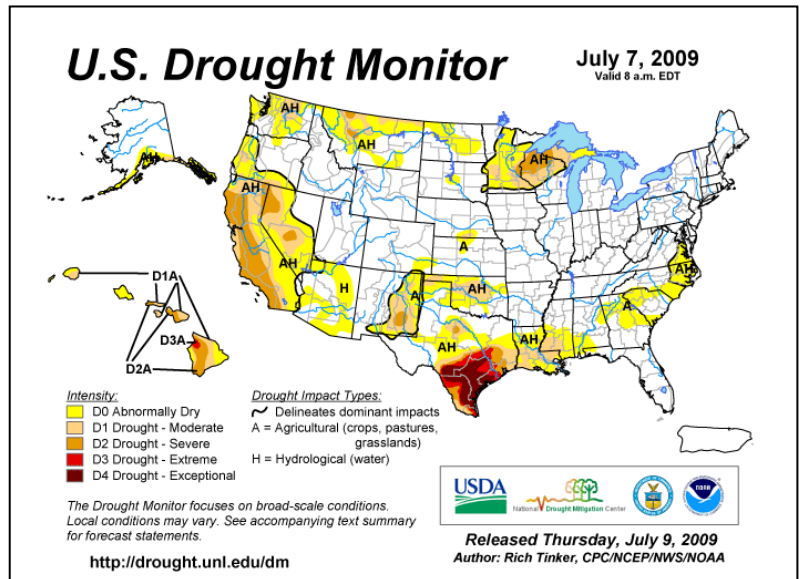 U.S. Drought Monitor
July 7, 2009
Valid 8 a.m. EDT
AH
AH
AH
AH
AH
AH
A
H
A
AH
AH
AH
A
AH
D1A
D3A
D2A
Intensity:
D0 Abnormally Dry
D1 Drought - Moderate
D2 Drought - Severe
D3 Drought - Extreme
D4 Drought - Exceptional
Drought Impact Types:
Delineates dominant impacts
A = Agricultural (crops, pastures,
grasslands)
H = Hydrological (water)
The Drought Monitor focuses on broad-scale conditions.
Local conditions may vary. See accompanying text summary
for forecast statements.
http://drought.unl.edu/dm
USDA
National Drought Mitigation Center
NOAA
Released Thursday, July 9, 2009
Author: Rich Tinker, CPC/NCEP/NWS/NOAA